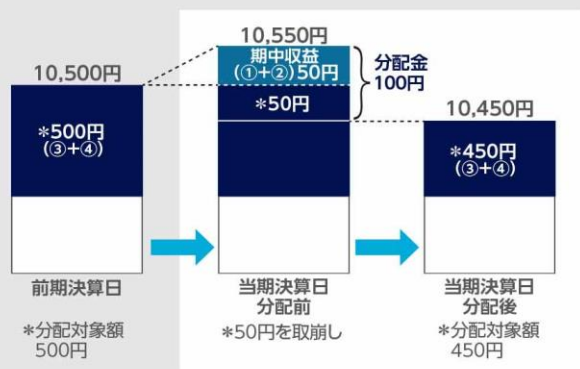 10,500円
*500円
(③+④)
前期決算日
*分配対象額
500円
10,550円
期中収益
(①+②)50円
*50円
分配金
100円
当期決算日
分配前
*50円を取崩し
10,450円
*450円
(③+④)
当期決算日
分配後
*分配対象額
450円